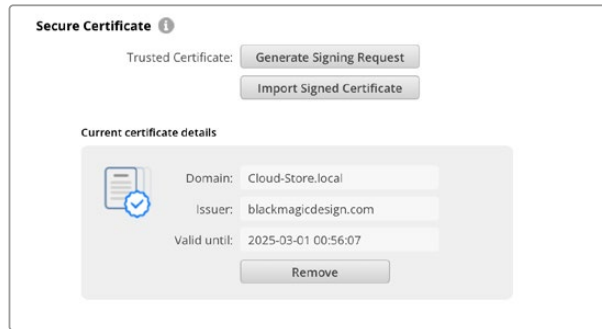 Secure Certificate
Trusted Certificate: Generate Signing Request
Import Signed Certificate
Current certificate details
Domain: Cloud-Store.local
Issuer: blackmagicdesign.com
Valid until: 2025-03-01 00:56:07
Remove